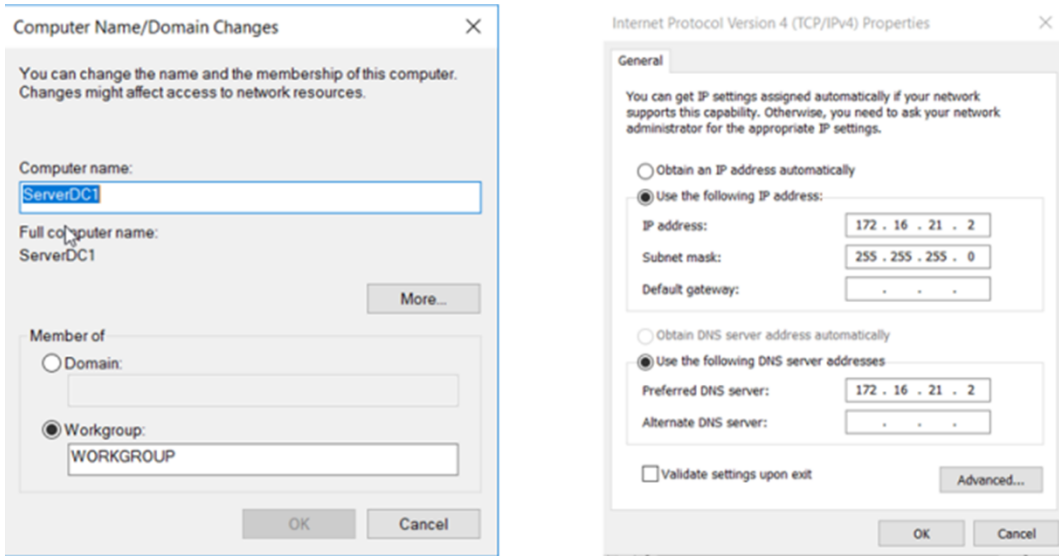 Computer Name/Domain Changes
You can change the name and the membership of this computer.
Changes might affect access to network resources.
Computer name:
ServerDC1
Full computer name:
ServerDC1
More...
Member of
Domain:
Workgroup:
WORKGROUP
OK
Cancel
Internet Protocol Version 4 (TCP/IPv4) Properties
General
You can get IP settings assigned automatically if your network
supports this capability. Otherwise, you need to ask your network
administrator for the appropriate IP settings.
Obtain an IP address automatically
Use the following IP address:
IP address:
172 . 16 . 21 . 2
Subnet mask:
255 . 255 . 255 . 0
Default gateway:
. . .
Obtain DNS server address automatically
Use the following DNS server addresses
Preferred DNS server:
172 . 16 . 21 . 2
Alternate DNS server:
. . .
Validate settings upon exit
Advanced...
OK
Cancel